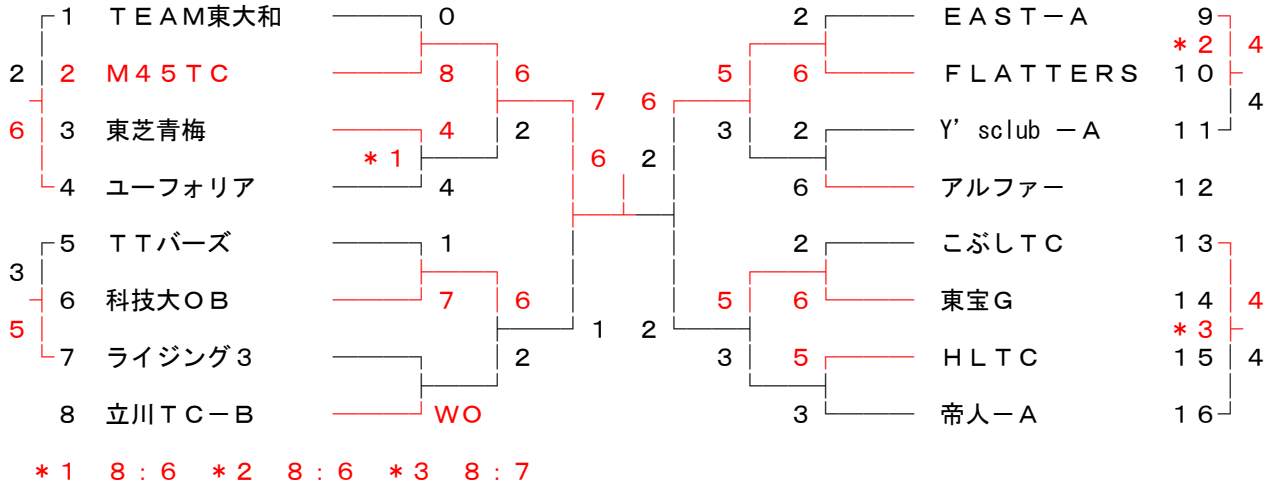 1 TEAM東大和 0 2 EAST－A 9
*2 4
2 2 M45TC 8 6 5 6 FLATTERS 10
7 6 4
6 3 東芝青梅 4 2 3 2 Y’sclub －A 11
*1 6 2
4 ユーフォリア 4 6 アルファー 12
5 TTバーズ 1 2 こぶしTC 13
3
6 科技大OB 7 6 5 6 東宝G 14 4
5 1 2 *3
7 ライジング3 2 3 5 HLTC 15 4
8 立川TC－B WO 3 帝人－A 16
*1 8:6 *2 8:6 *3 8:7